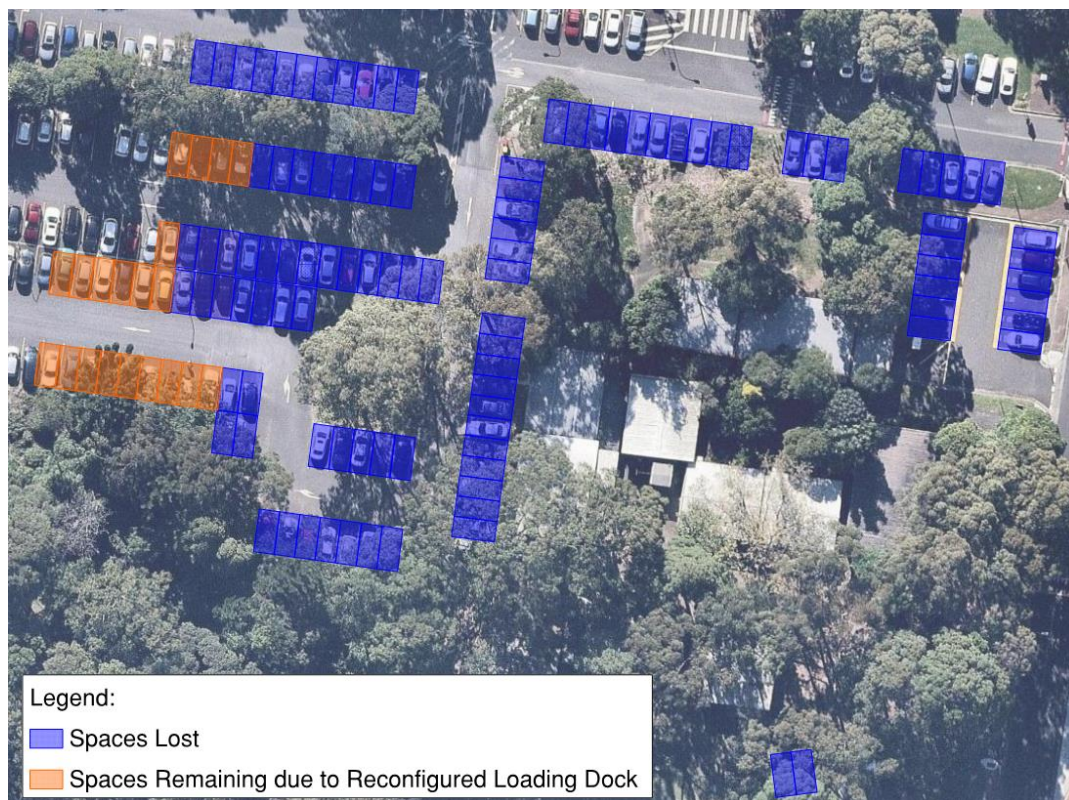 Legend:
Spaces Lost
Spaces Remaining due to Reconfigured Loading Dock